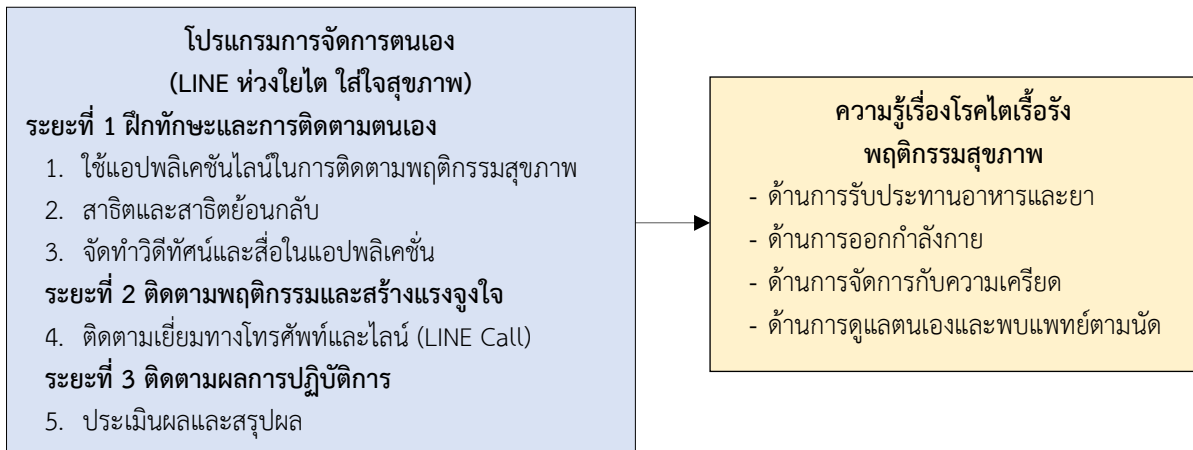 โปรแกรมการจัดการตนเอง
(LINE ห่วงใยไต ใส่ใจสุขภาพ)
ระยะที่ 1 ฝึกทักษะและการติดตามตนเอง
1. ใช้แอปพลิเคชันไลน์ในการติดตามพฤติกรรมสุขภาพ
2. สาธิตและสาธิตย้อนกลับ
3. จัดทำวิดีทัศน์และสื่อในแอปพลิเคชั่น
ระยะที่ 2 ติดตามพฤติกรรมและสร้างแรงจูงใจ
4. ติดตามเยี่ยมทางโทรศัพท์และไลน์ (LINE Call)
ระยะที่ 3 ติดตามผลการปฏิบัติการ
5. ประเมินผลและสรุปผล
ความรู้เรื่องโรคไตเรื้อรัง
พฤติกรรมสุขภาพ
- ด้านการรับประทานอาหารและยา
- ด้านการออกกำลังกาย
- ด้านการจัดการกับความเครียด
- ด้านการดูแลตนเองและพบแพทย์ตามนัด